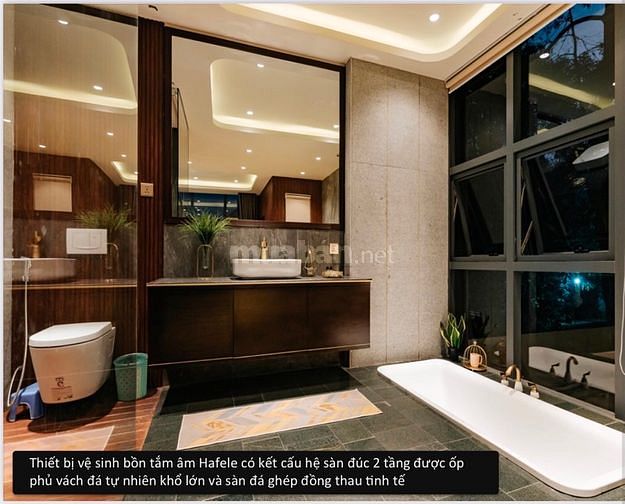 muaban.net
Thiết bị vệ sinh bồn tắm âm Hafele có kết cấu hệ sàn đúc 2 tầng được ốp
phủ vách đá tự nhiên khổ lớn và sàn đá ghép đồng thau tinh tế